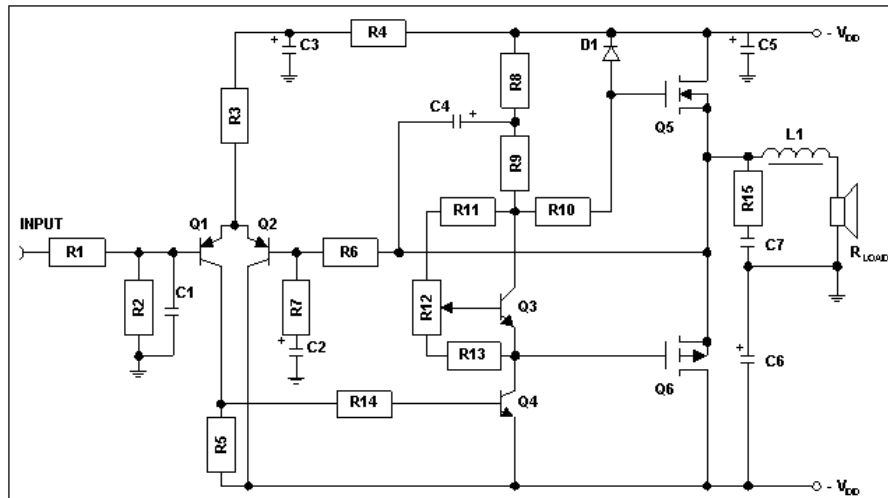 R4
C3
D1
C5
- V_DD
R8
R3
C4
Q5
L1
R9
R15
INPUT
Q1
Q2
R11
R10
R1
R6
C7
R_LOAD
R2
C1
R7
R12
Q3
C2
R13
C6
Q6
R14
Q4
R5
- V_DD